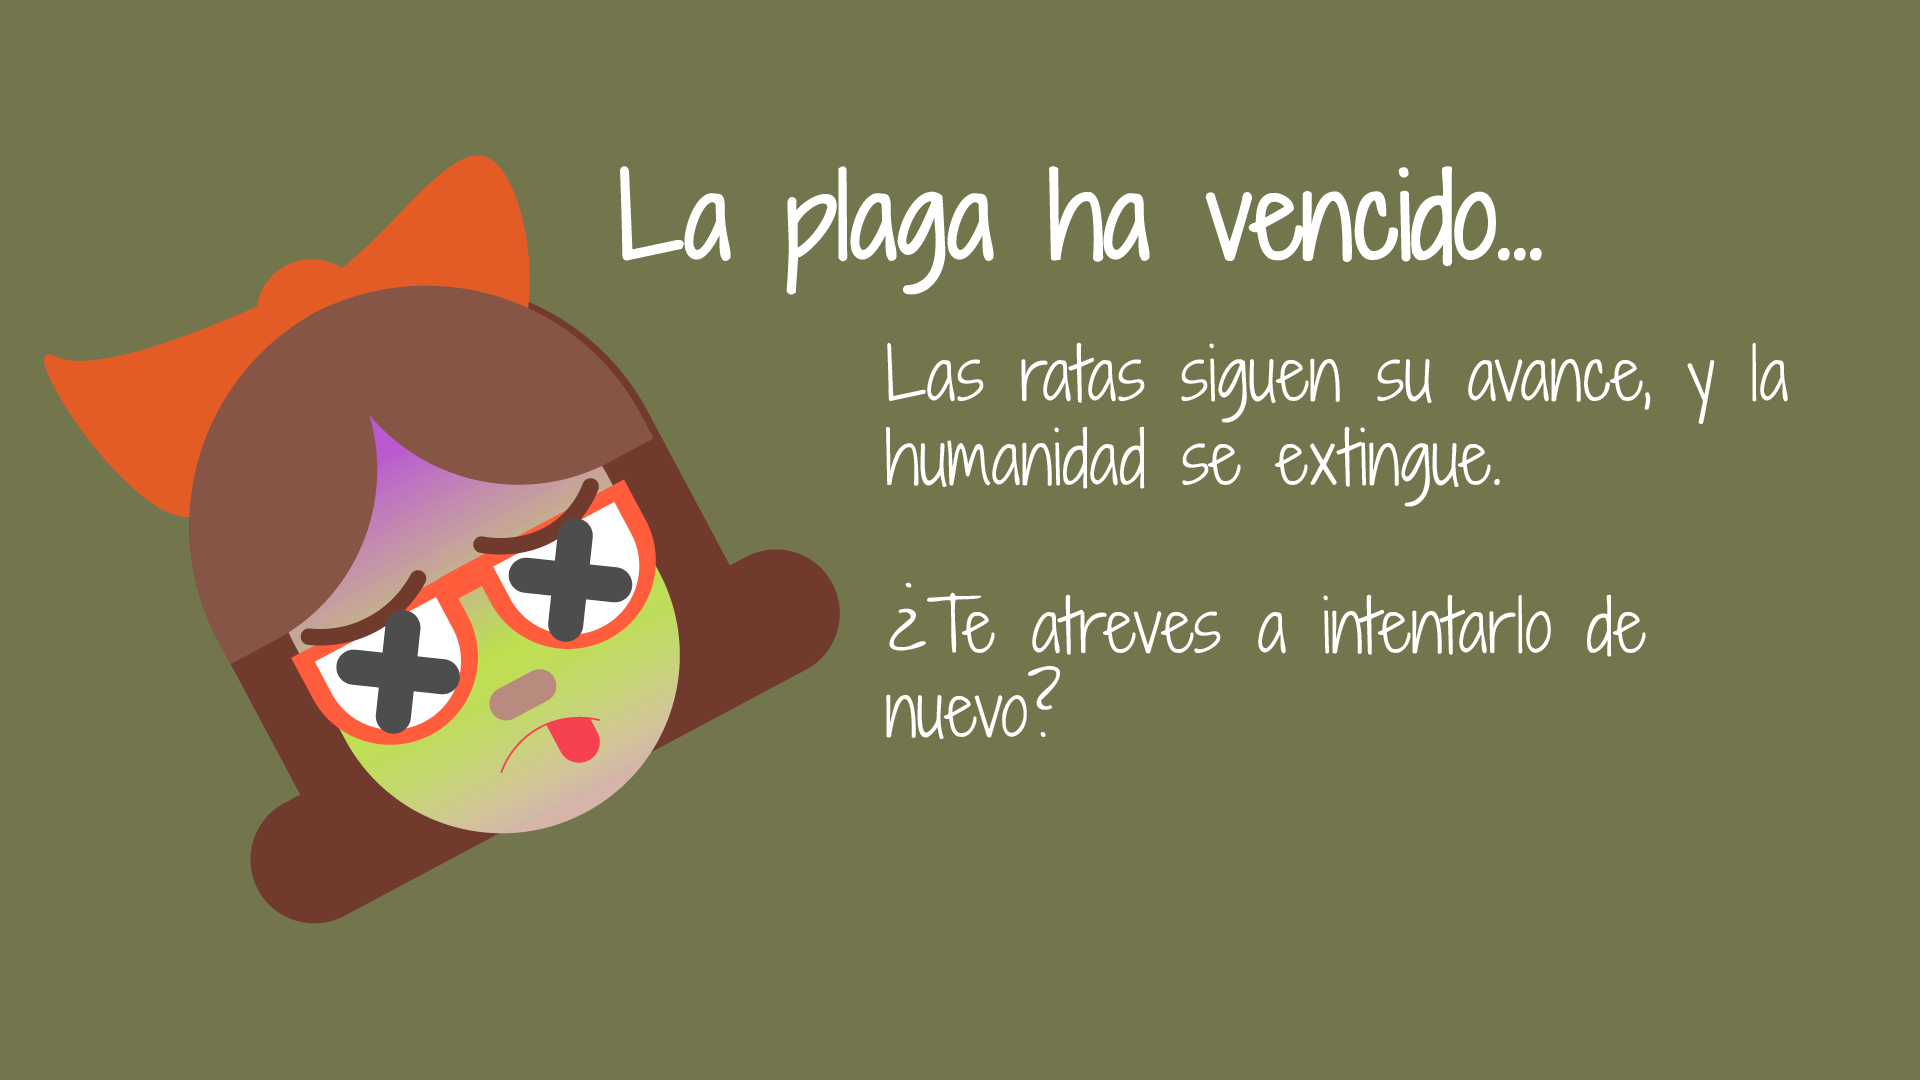 La plaga ha vencido...
Las ratas siguen su avance, y la
humanidad se extingue.
¿Te atreves a intentarlo de
nuevo?